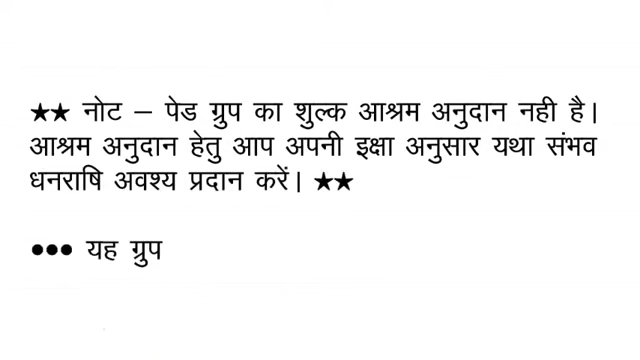 ★★ नोट – पेड ग्रुप का शुल्क आश्रम अनुदान नही है।
आश्रम अनुदान हेतु आप अपनी इक्षा अनुसार यथा संभव
धनराषि अवश्य प्रदान करें। ★★
●●● यह ग्रुप